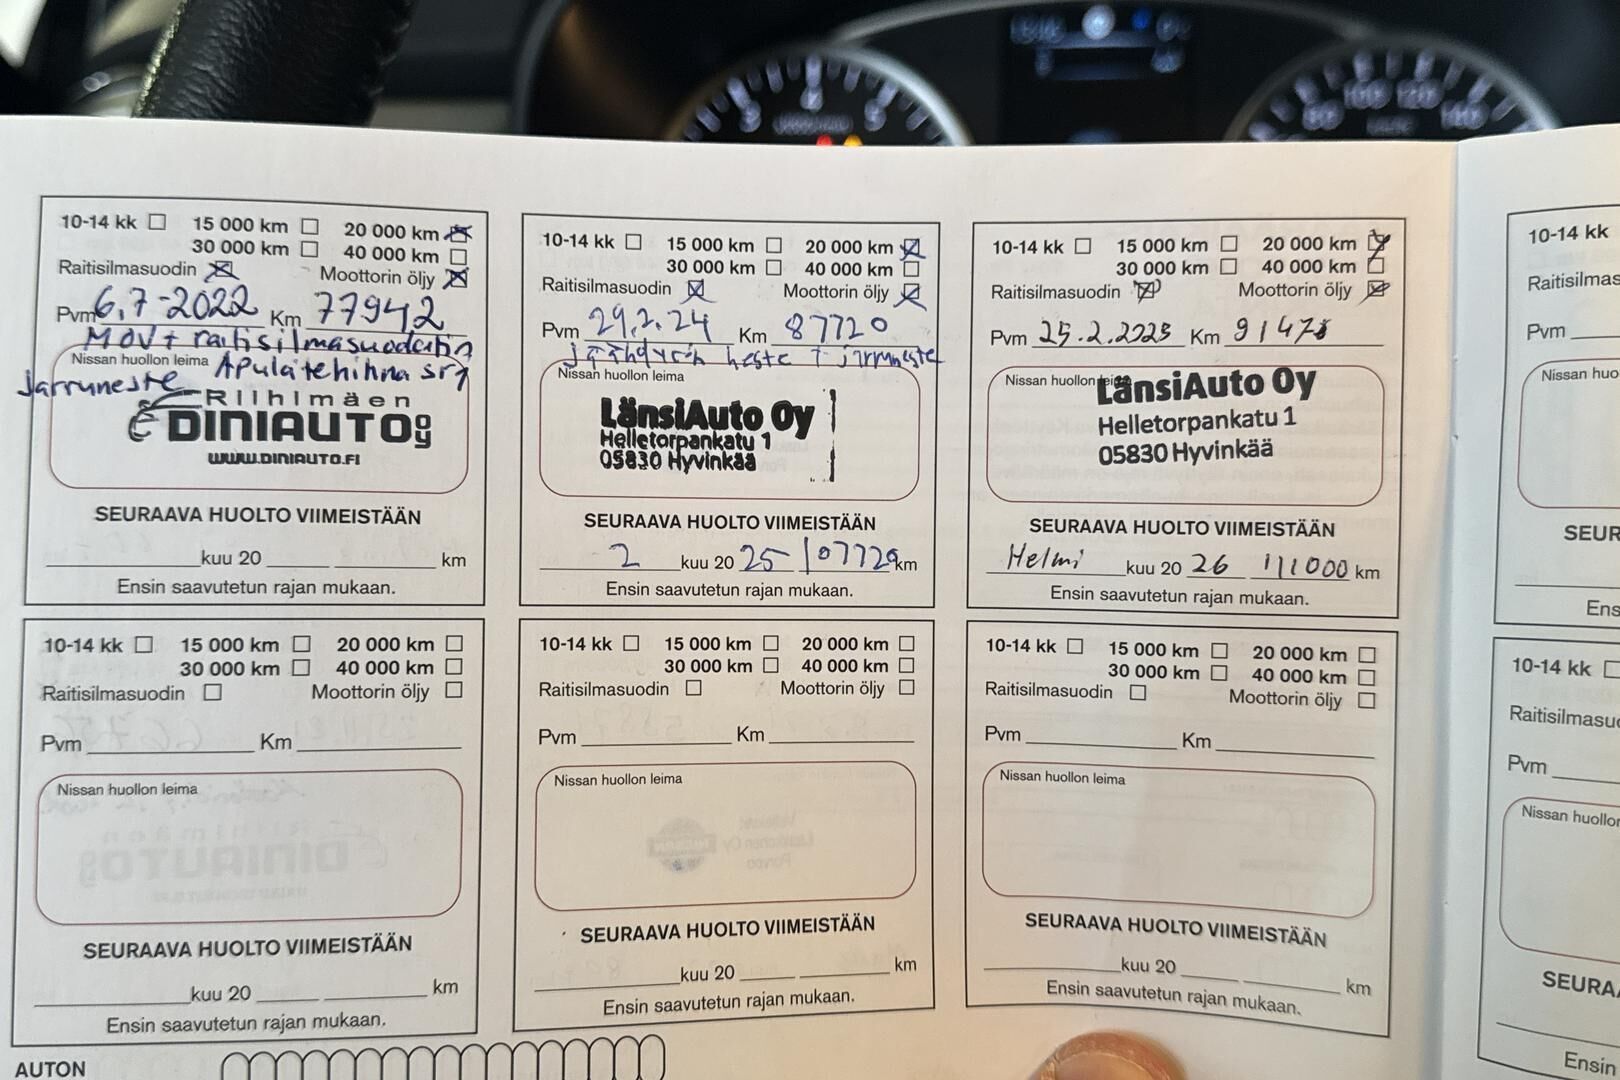 10-14 kk 15 000 km 20 000 km
30 000 km 40 000 km
Raitisilmasuodin Moottorin öljy
Pvm 6.7-2022 Km 77942
MOV + raitisilmasuodatin
Nissan huollon leima Apulaitehihna srj
Jarruneste
Riihimäen
DINIAUTO OY
WWW.DINIAUTO.FI
SEURAAVA HUOLTO VIIMEISTÄÄN
kuu 20 km
Ensin saavutetun rajan mukaan.
10-14 kk 15 000 km 20 000 km
30 000 km 40 000 km
Raitisilmasuodin Moottorin öljy
Pvm 29.2.24 Km 87720
jäähdytin neste + jarruneste
Nissan huollon leima
LänsiAuto Oy
Helletorpankatu 1
05830 Hyvinkää
SEURAAVA HUOLTO VIIMEISTÄÄN
2 kuu 20 25 107720 km
Ensin saavutetun rajan mukaan.
10-14 kk 15 000 km 20 000 km
30 000 km 40 000 km
Raitisilmasuodin Moottorin öljy
Pvm 25.2.2025 Km 91478
Nissan huollon leima
LänsiAuto Oy
Helletorpankatu 1
05830 Hyvinkää
SEURAAVA HUOLTO VIIMEISTÄÄN
Helmi kuu 20 26 111000 km
Ensin saavutetun rajan mukaan.
10-14 kk
Raitisilmas
Pvm
Nissan huo
SEUR
Ens
10-14 kk 15 000 km 20 000 km
30 000 km 40 000 km
Raitisilmasuodin Moottorin öljy
Pvm Km
Nissan huollon leima
SEURAAVA HUOLTO VIIMEISTÄÄN
kuu 20 km
Ensin saavutetun rajan mukaan.
10-14 kk 15 000 km 20 000 km
30 000 km 40 000 km
Raitisilmasuodin Moottorin öljy
Pvm Km
Nissan huollon leima
SEURAAVA HUOLTO VIIMEISTÄÄN
kuu 20 km
Ensin saavutetun rajan mukaan.
10-14 kk 15 000 km 20 000 km
30 000 km 40 000 km
Raitisilmasuodin Moottorin öljy
Pvm Km
Nissan huollon leima
SEURAAVA HUOLTO VIIMEISTÄÄN
kuu 20 km
Ensin saavutetun rajan mukaan.
10-14 kk
Raitisilmasu
Pvm
Nissan huollon
SEURA
Ensin
AUTON